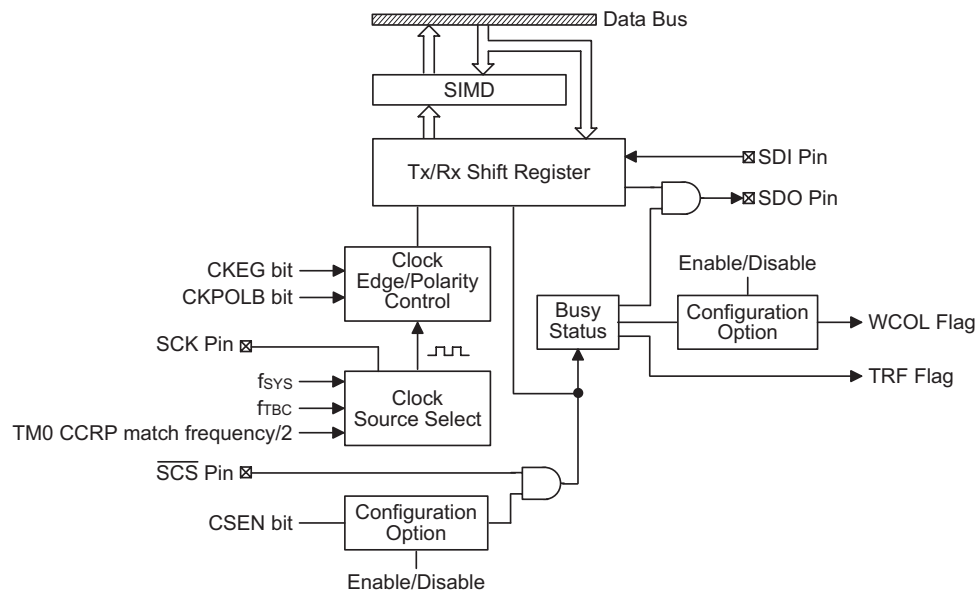 Data Bus
SIMD
Tx/Rx Shift Register
SDI Pin
SDO Pin
CKEG bit
CKPOLB bit
Clock
Edge/Polarity
Control
Enable/Disable
Busy
Status
Configuration
Option
WCOL Flag
TRF Flag
SCK Pin
fSYS
fTBC
TM0 CCRP match frequency/2
Clock
Source Select
SCS Pin
CSEN bit
Configuration
Option
Enable/Disable